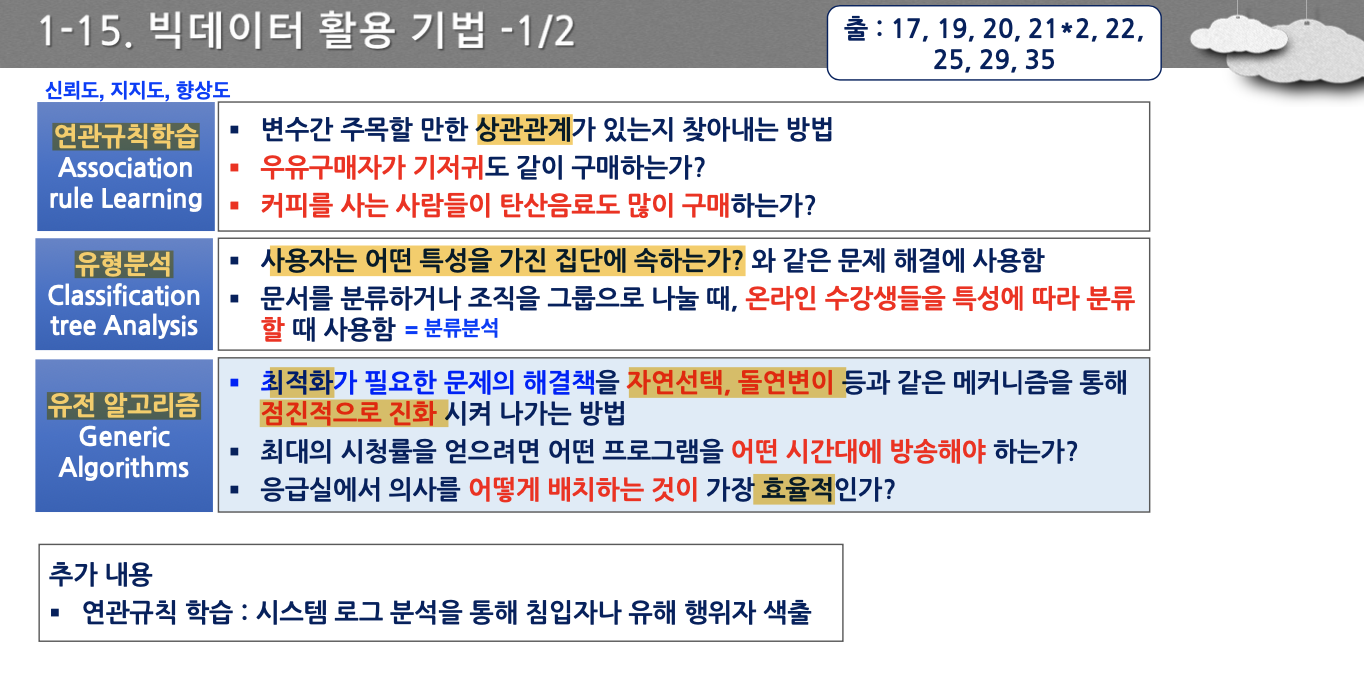 1-15. 빅데이터 활용 기법 -1/2
출 : 17, 19, 20, 21*2, 22,
25, 29, 35
신뢰도, 지지도, 향상도
연관규칙학습
Association
rule Learning
▪ 변수간 주목할 만한 상관관계가 있는지 찾아내는 방법
▪ 우유구매자가 기저귀도 같이 구매하는가?
▪ 커피를 사는 사람들이 탄산음료도 많이 구매하는가?
유형분석
Classification
tree Analysis
▪ 사용자는 어떤 특성을 가진 집단에 속하는가? 와 같은 문제 해결에 사용함
▪ 문서를 분류하거나 조직을 그룹으로 나눌 때, 온라인 수강생들을 특성에 따라 분류
할 때 사용함 = 분류분석
유전 알고리즘
Generic
Algorithms
▪ 최적화가 필요한 문제의 해결책을 자연선택, 돌연변이 등과 같은 메커니즘을 통해
점진적으로 진화 시켜 나가는 방법
▪ 최대의 시청률을 얻으려면 어떤 프로그램을 어떤 시간대에 방송해야 하는가?
▪ 응급실에서 의사를 어떻게 배치하는 것이 가장 효율적인가?
추가 내용
▪ 연관규칙 학습 : 시스템 로그 분석을 통해 침입자나 유해 행위자 색출